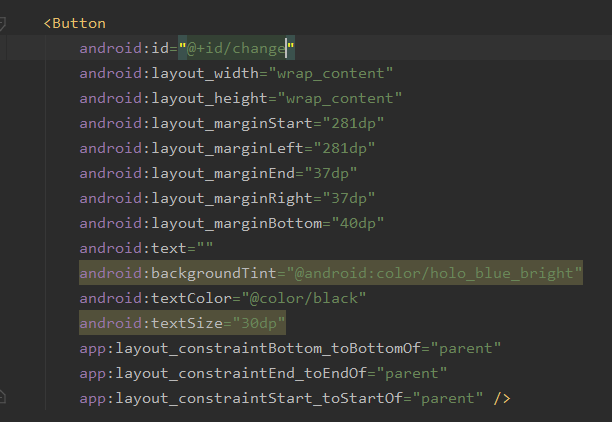 <Button
android:id="@+id/change"
android:layout_width="wrap_content"
android:layout_height="wrap_content"
android:layout_marginStart="281dp"
android:layout_marginLeft="281dp"
android:layout_marginEnd="37dp"
android:layout_marginRight="37dp"
android:layout_marginBottom="40dp"
android:text=""
android:backgroundTint="@android:color/holo_blue_bright"
android:textColor="@color/black"
android:textSize="30dp"
app:layout_constraintBottom_toBottomOf="parent"
app:layout_constraintEnd_toEndOf="parent"
app:layout_constraintStart_toStartOf="parent" />